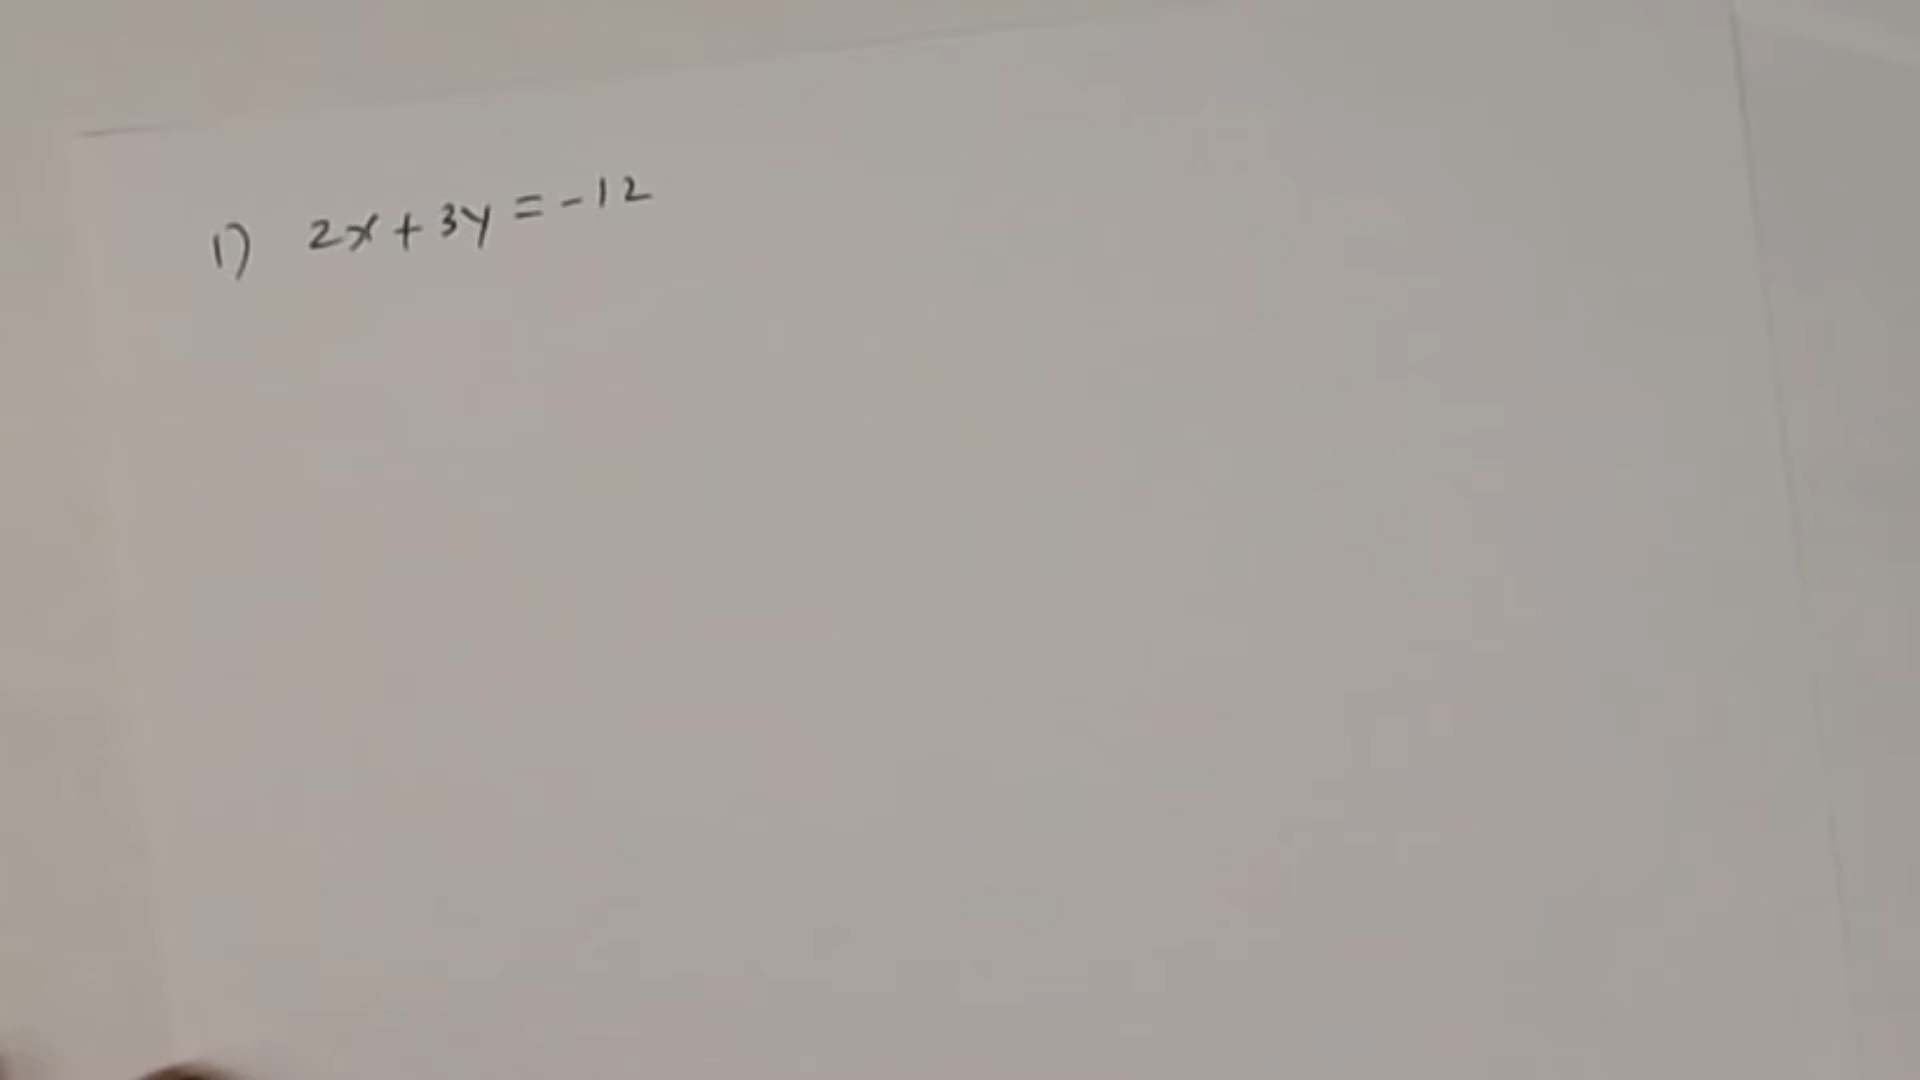 1) 2x + 3y = -12